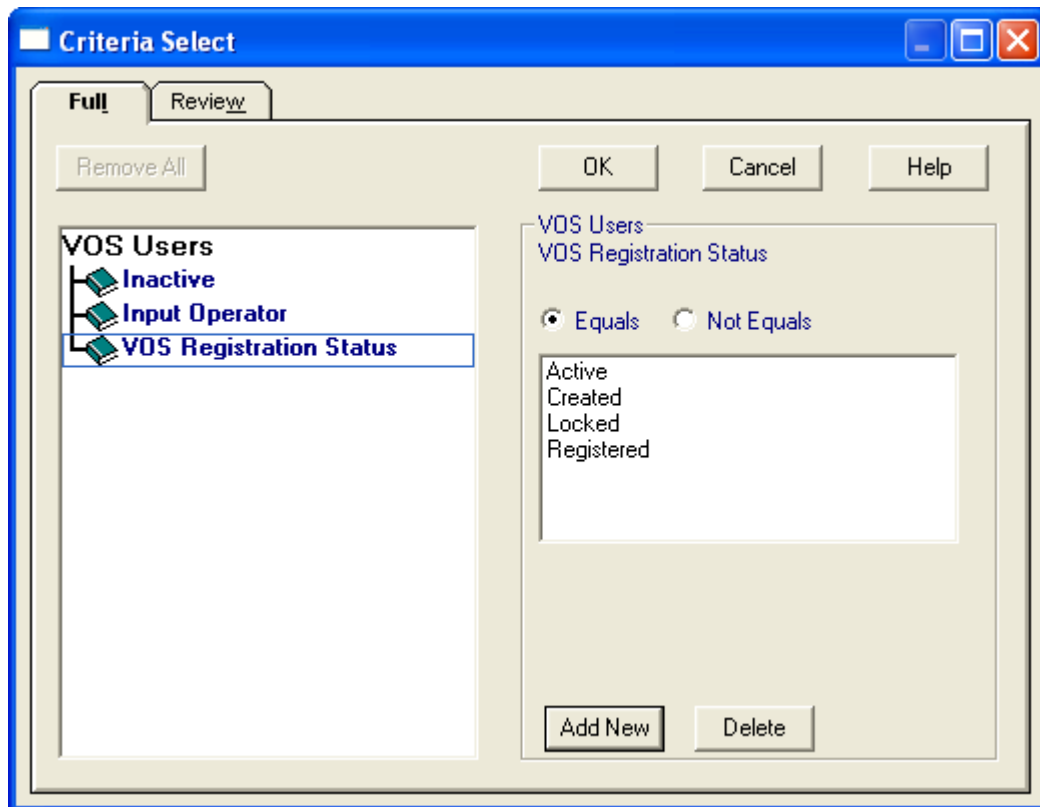 Criteria Select
Full Review
Remove All OK Cancel Help
VOS Users
Inactive
Input Operator
VOS Registration Status
VOS Users
VOS Registration Status
Equals Not Equals
Active
Created
Locked
Registered
Add New Delete